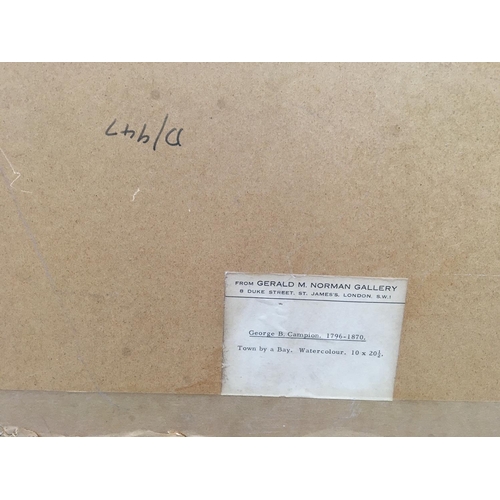 D/947
FROM GERALD M. NORMAN GALLERY
8 DUKE STREET, ST. JAMES'S, LONDON, S.W.1
George B. Campion. 1796-1870.
Town by a Bay. Watercolour. 10 x 20½.